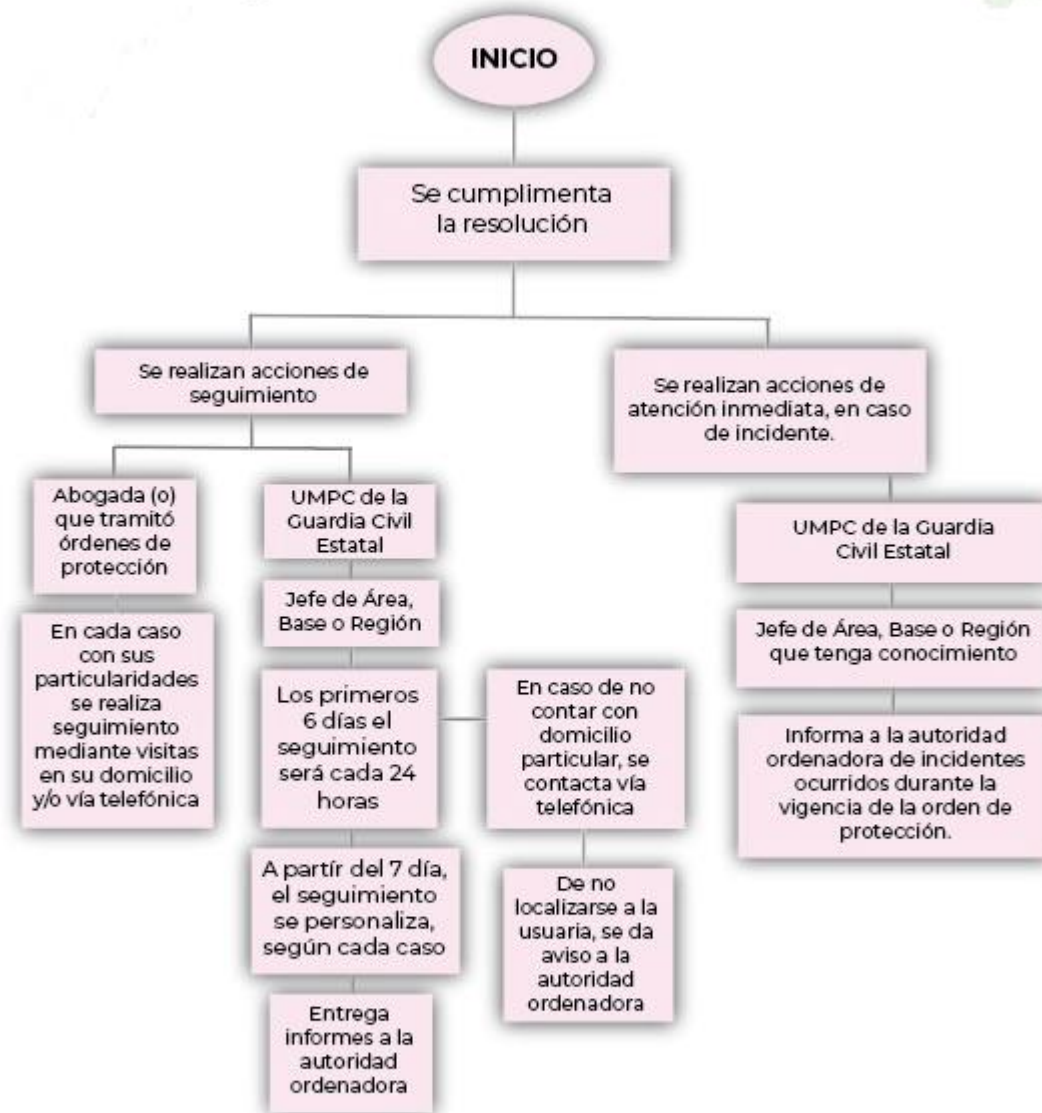 INICIO
Se cumplimenta
la resolución
Se realizan acciones de
seguimiento
Se realizan acciones de
atención inmediata, en caso
de incidente.
Abogada (o)
que tramitó
órdenes de
protección
En cada caso
con sus
particularidades
se realiza
seguimiento
mediante visitas
en su domicilio
y/o vía telefónica
UMPC de la
Guardia Civil
Estatal
Jefe de Área,
Base o Región
Los primeros
6 días el
seguimiento
será cada 24
horas
A partír del 7 día,
el seguimiento
se personaliza,
según cada caso
Entrega
informes a la
autoridad
ordenadora
En caso de no
contar con
domicilio
particular, se
contacta vía
telefónica
De no
localizarse a la
usuaria, se da
aviso a la
autoridad
ordenadora
UMPC de la Guardia
Civil Estatal
Jefe de Área, Base o Región
que tenga conocimiento
Informa a la autoridad
ordenadora de incidentes
ocurridos durante la
vigencia de la orden de
protección.